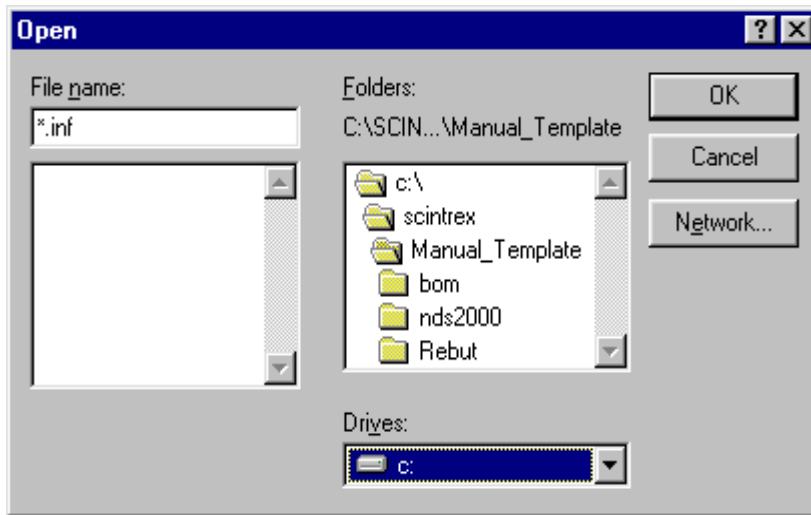 Open
File name:
*.inf
Folders:
C:\SCIN...\Manual_Template
c:\
scintrex
Manual_Template
bom
nds2000
Rebut
Drives:
c:
OK
Cancel
Network...